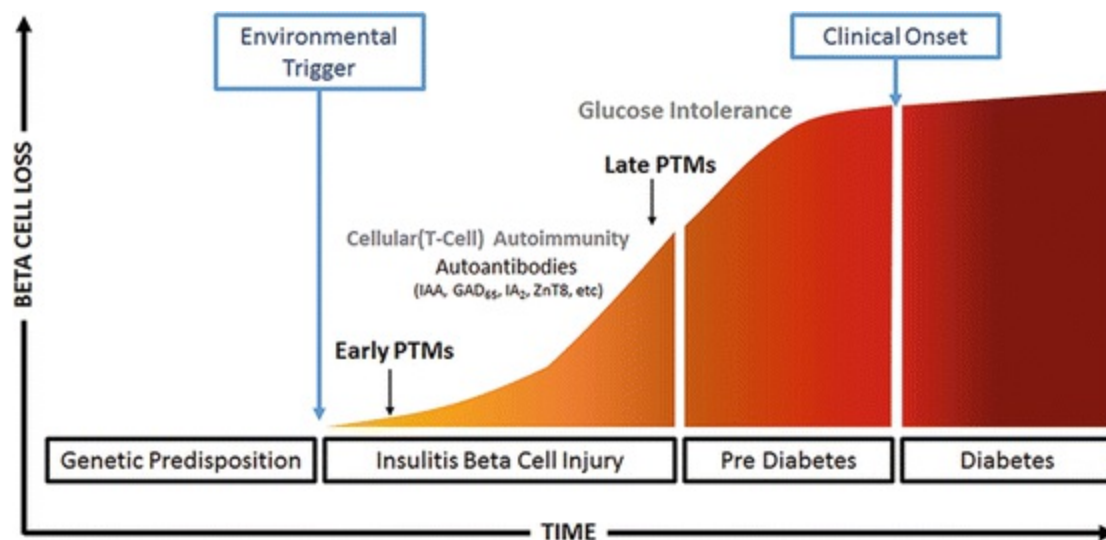 Environmental
Trigger
Clinical Onset
Glucose Intolerance
Late PTMs
Cellular(T-Cell) Autoimmunity
Autoantibodies
(IAA, GAD₆₅, IA₂, ZnT8, etc)
Early PTMs
BETA CELL LOSS
Genetic Predisposition
Insulitis Beta Cell Injury
Pre Diabetes
Diabetes
TIME